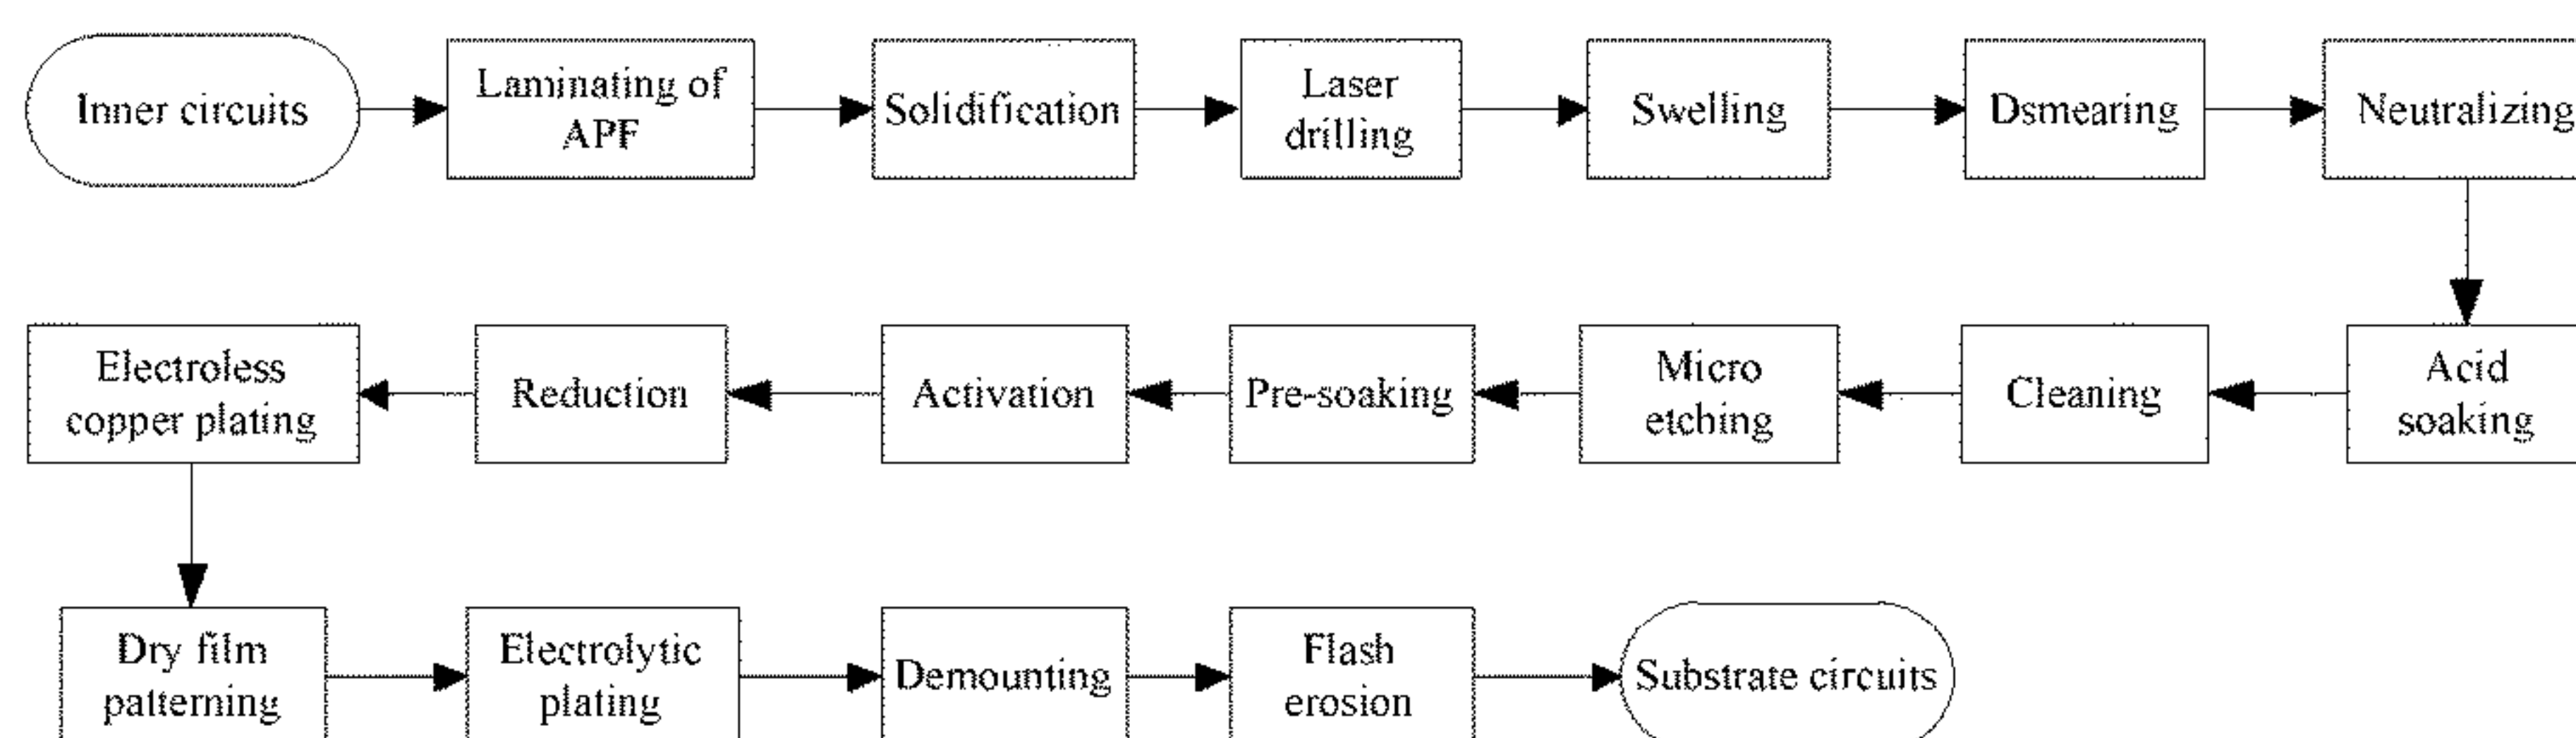 Inner circuits
Laminating of
APF
Solidification
Laser
drilling
Swelling
Dsmearing
Neutralizing
Electroless
copper plating
Reduction
Activation
Pre-soaking
Micro
etching
Cleaning
Acid
soaking
Dry film
patterning
Electrolytic
plating
Demounting
Flash
erosion
Substrate circuits